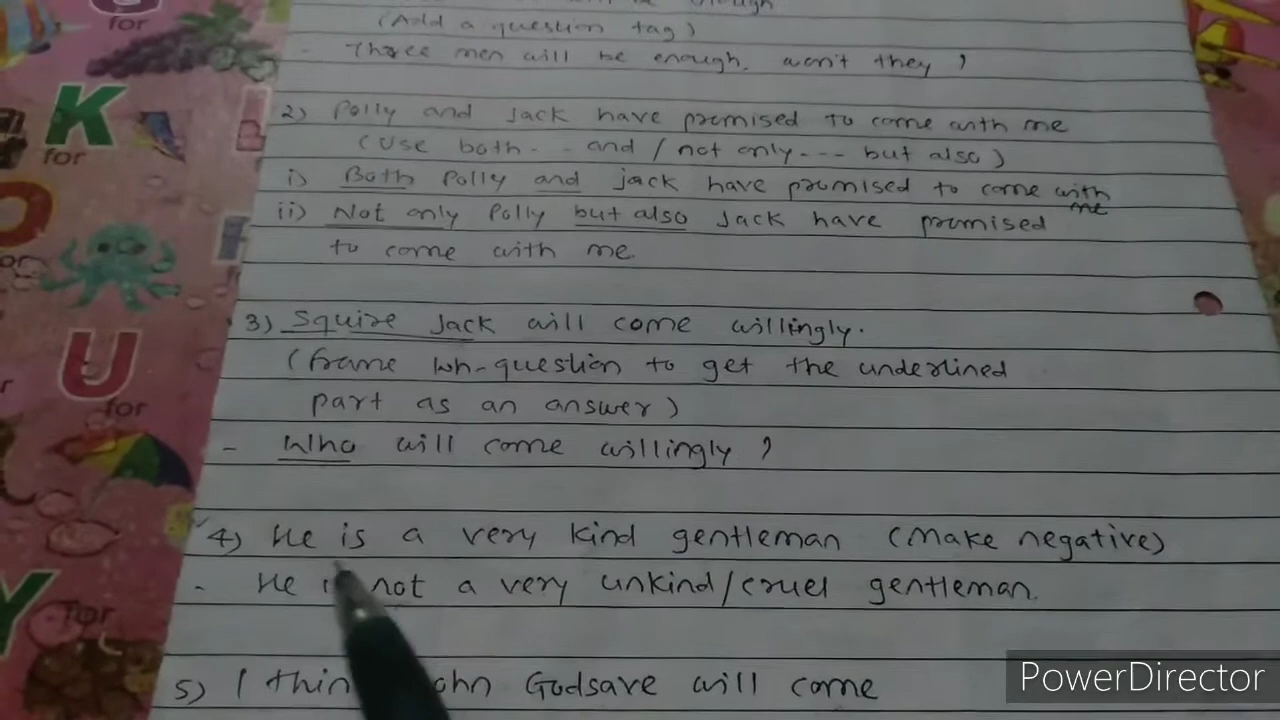 for
(Add a question tag)
- Three men will be enough, won't they ?
K
for
2) Polly and Jack have promised to come with me
(Use both-- and / not only--- but also)
i) Both Polly and Jack have promised to come with me
ii) Not only Polly but also Jack have promised
to come with me.
3) Squire Jack will come willingly.
(frame wh-question to get the underlined
part as an answer)
- Who will come willingly ?
U
for
4) He is a very kind gentleman (Make negative)
- He not a very unkind/cruel gentleman.
Y
for
5) I Godsave will come
PowerDirector